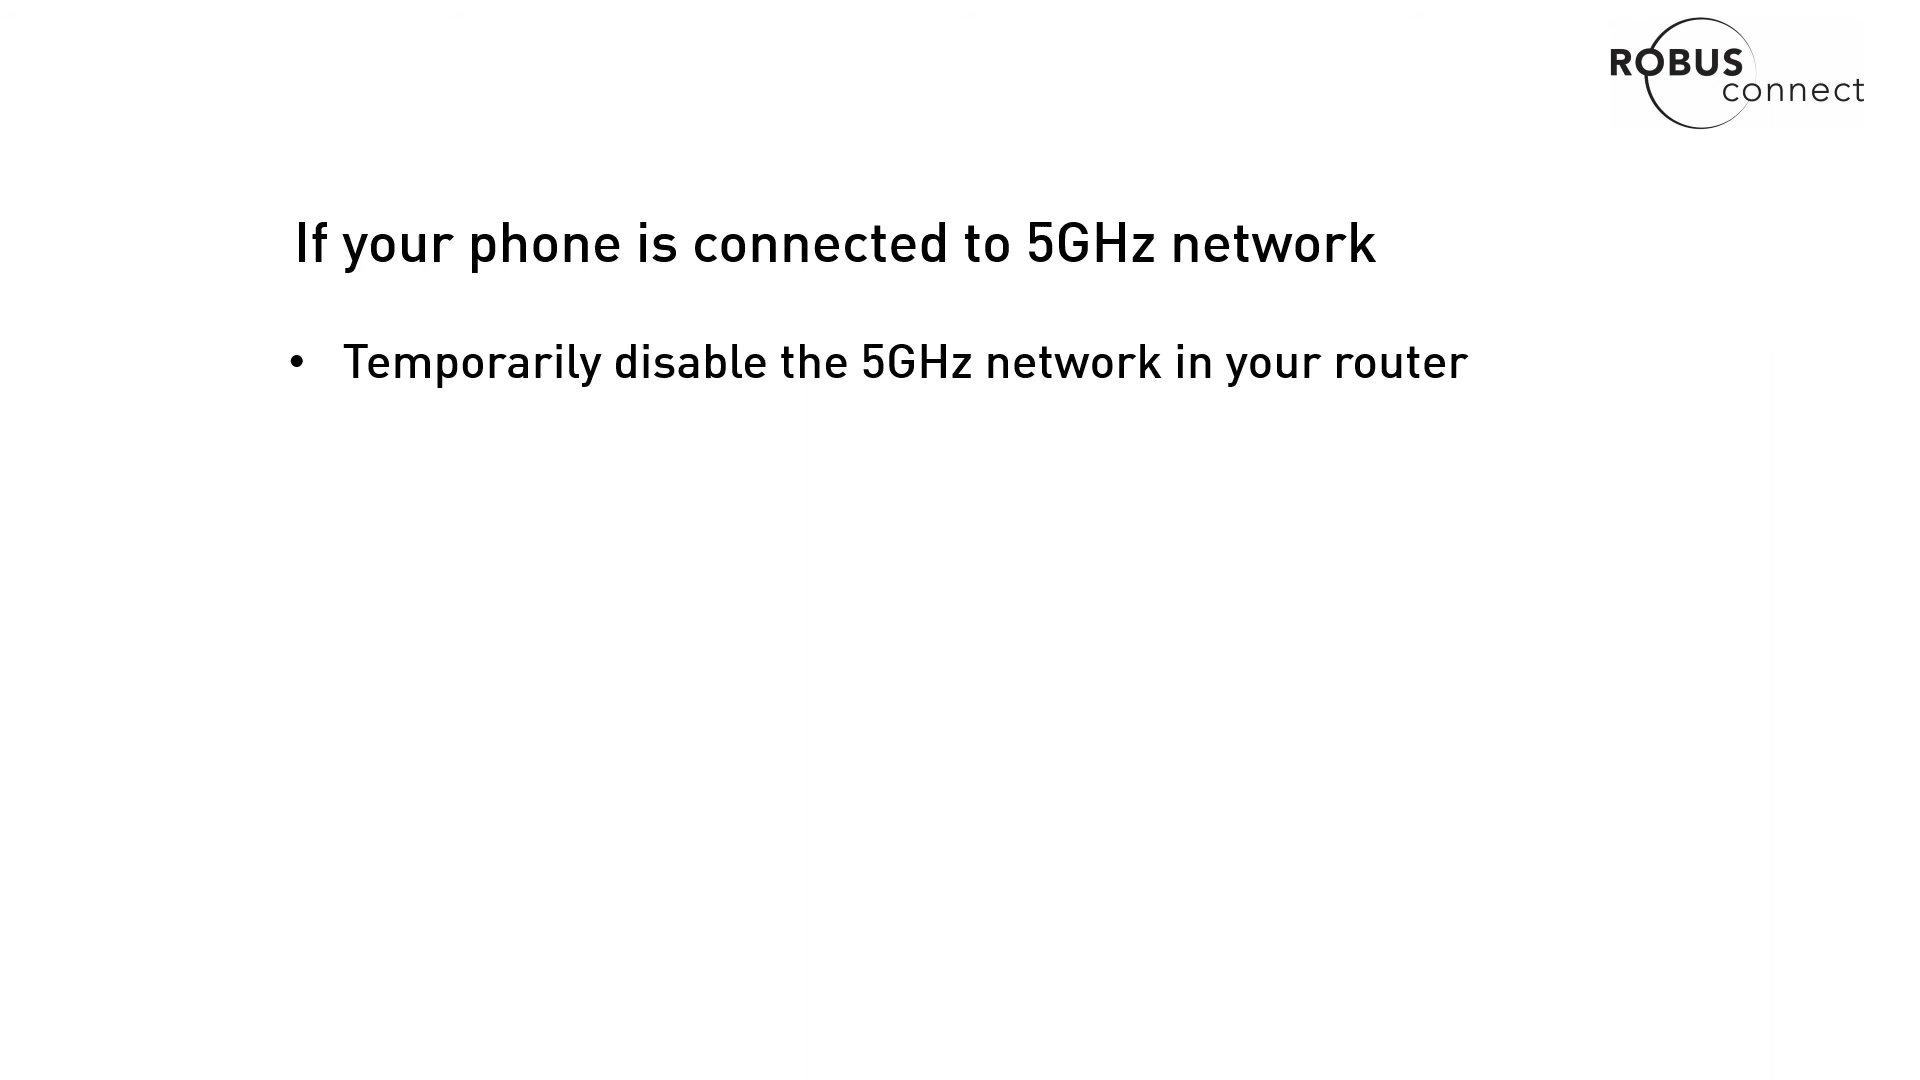 ROBUS
connect
If your phone is connected to 5GHz network
• Temporarily disable the 5GHz network in your router